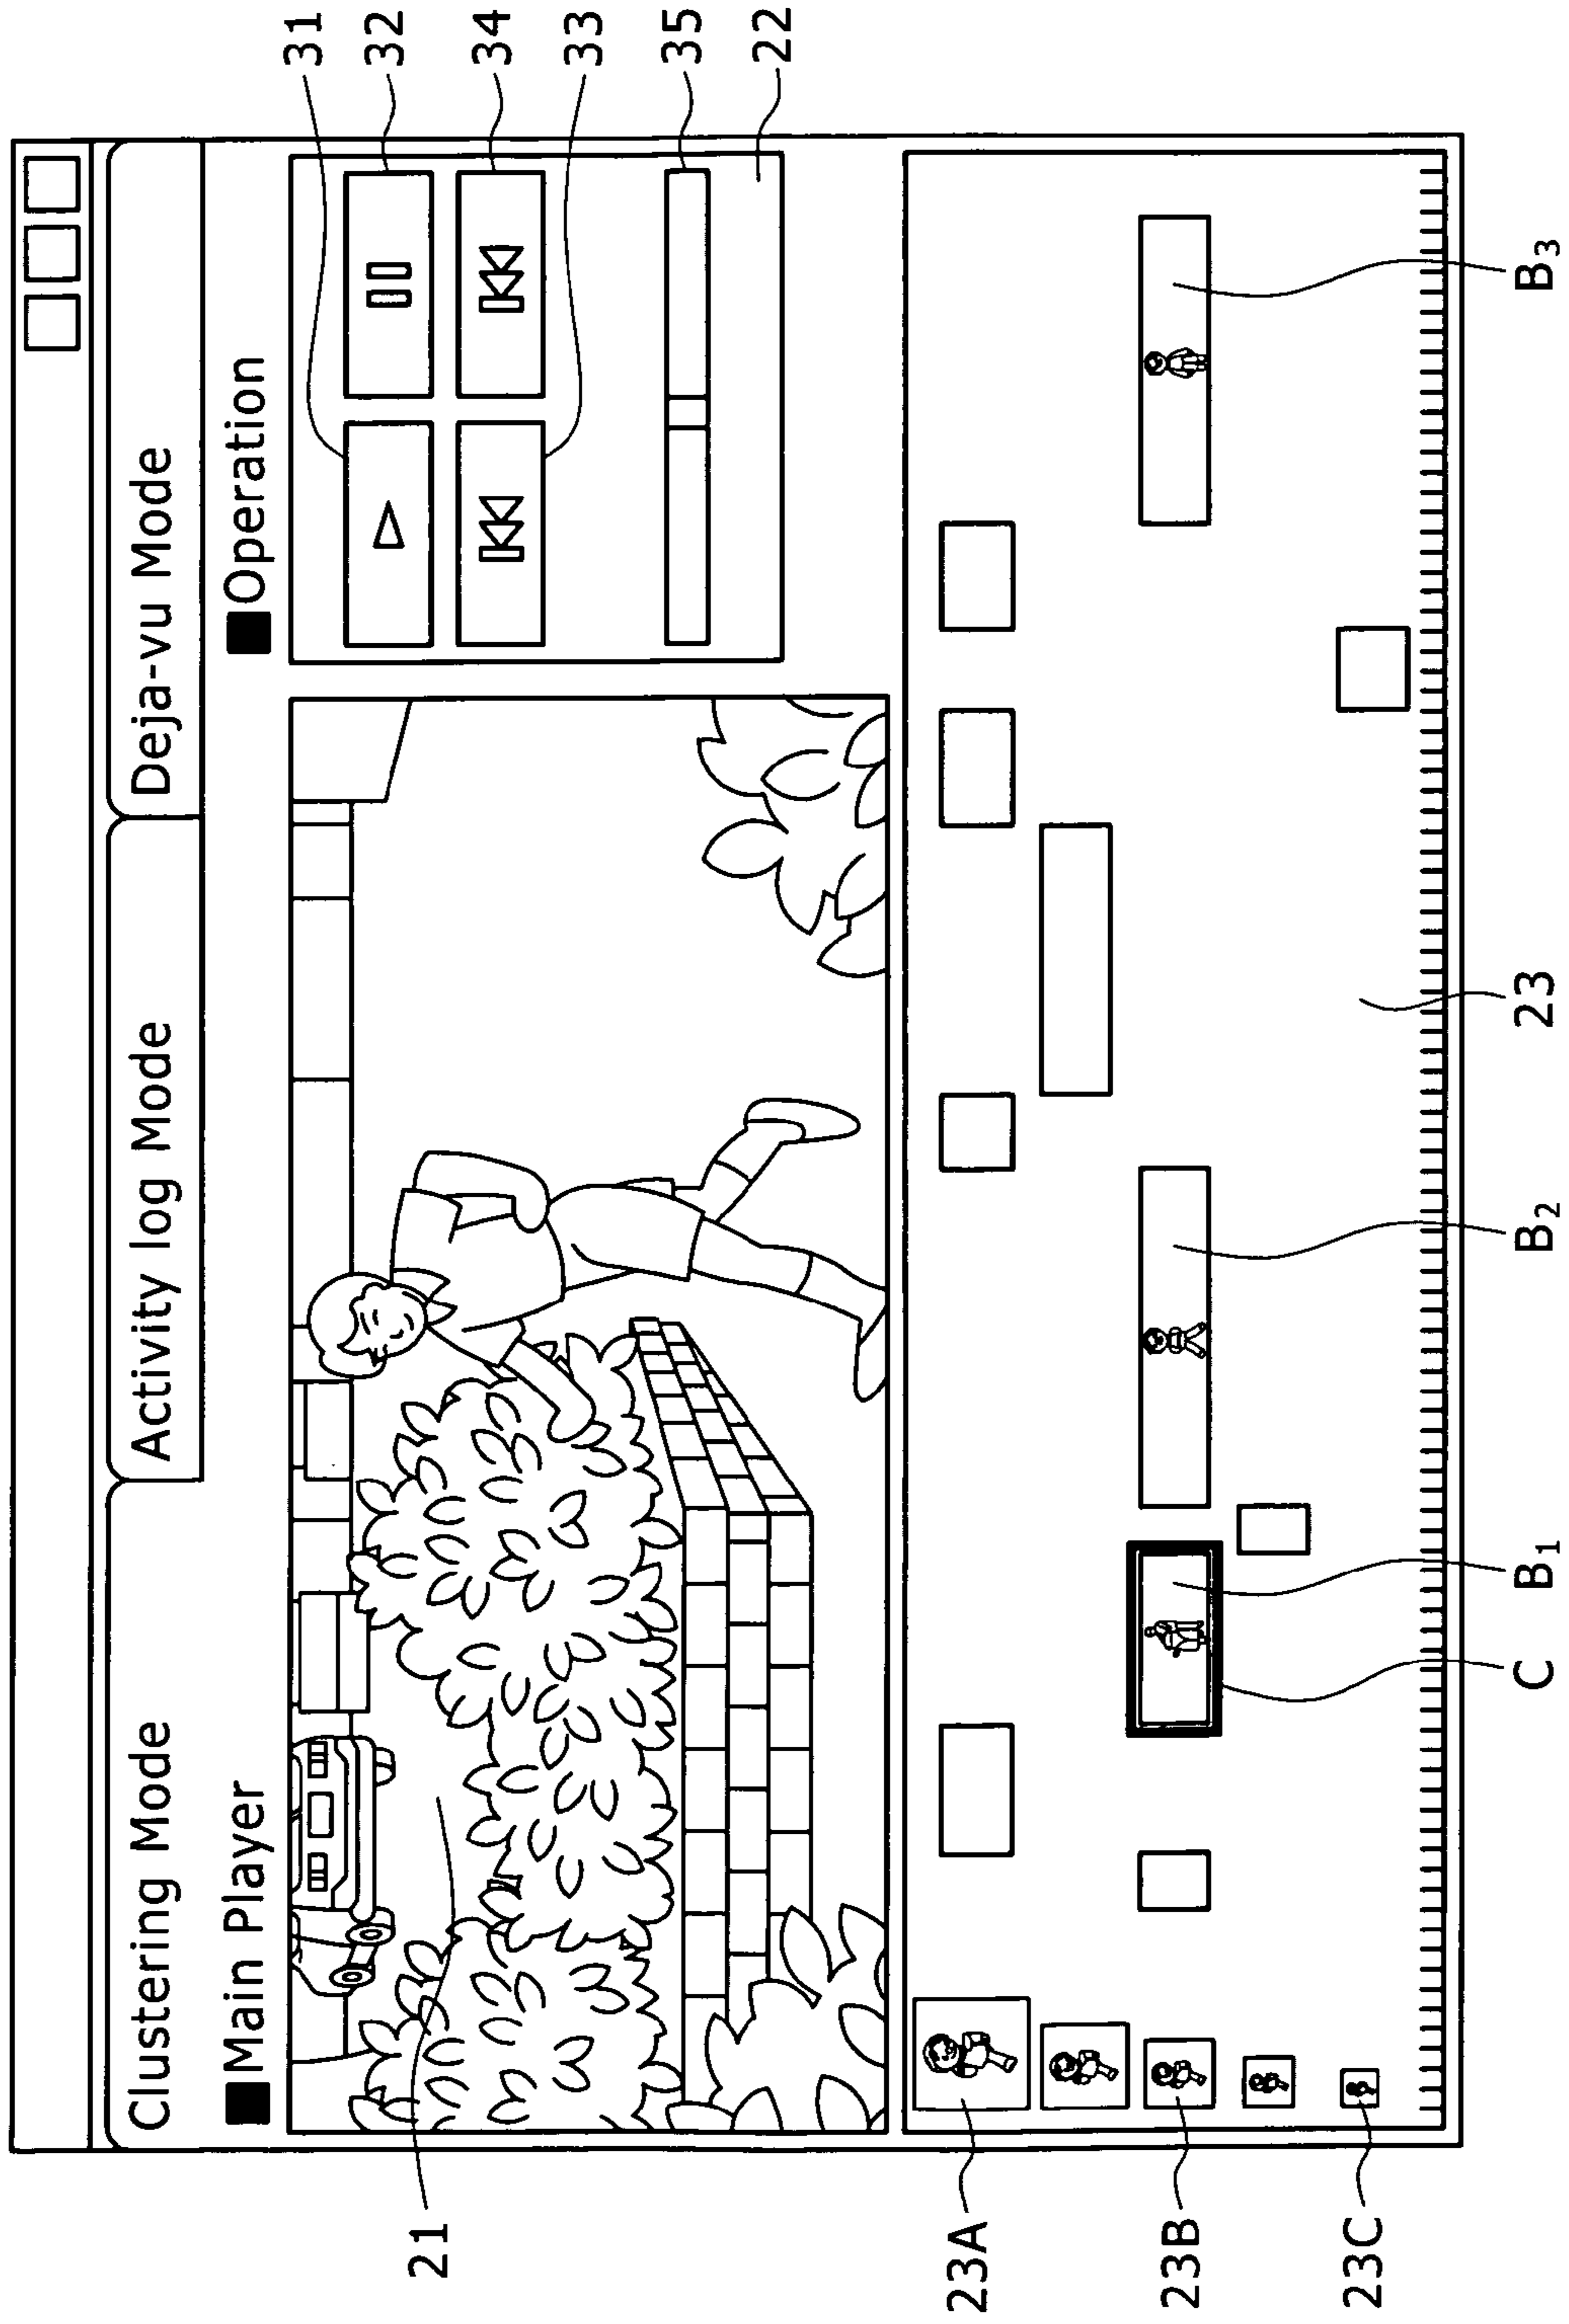 Clustering Mode
Activity log Mode
Deja-vu Mode
■Main Player
■Operation
31
32
34
33
35
22
21
23A
23B
23C
C
B1
B2
23
B3